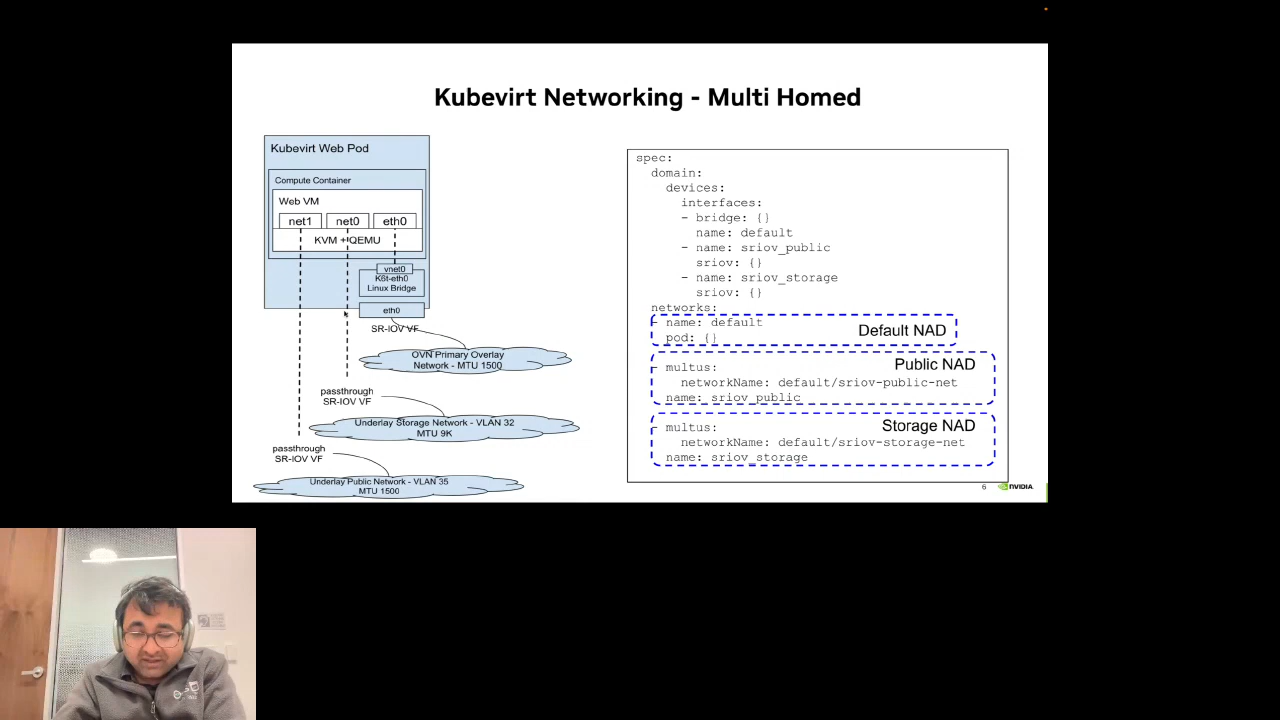 Kubevirt Networking - Multi Homed
Kubevirt Web Pod
Compute Container
Web VM
net1
net0
eth0
KVM + QEMU
vnet0
K6t-eth0
Linux Bridge
eth0
SR-IOV VF
OVN Primary Overlay
Network - MTU 1500
passthrough
SR-IOV VF
Underlay Storage Network - VLAN 32
MTU 9K
passthrough
SR-IOV VF
Underlay Public Network - VLAN 35
MTU 1500
spec:
domain:
devices:
interfaces:
- bridge: {}
name: default
- name: sriov_public
sriov: {}
- name: sriov_storage
sriov: {}
networks:
- name: default
pod: {}
Default NAD
- multus:
networkName: default/sriov-public-net
name: sriov_public
Public NAD
- multus:
networkName: default/sriov-storage-net
name: sriov_storage
Storage NAD
6
NVIDIA.